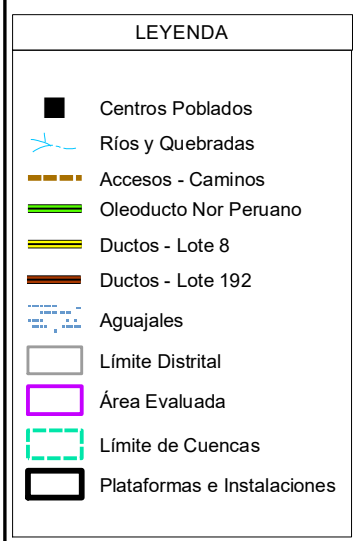 LEYENDA
Centros Poblados
Ríos y Quebradas
Accesos - Caminos
Oleoducto Nor Peruano
Ductos - Lote 8
Ductos - Lote 192
Aguajales
Límite Distrital
Área Evaluada
Límite de Cuencas
Plataformas e Instalaciones